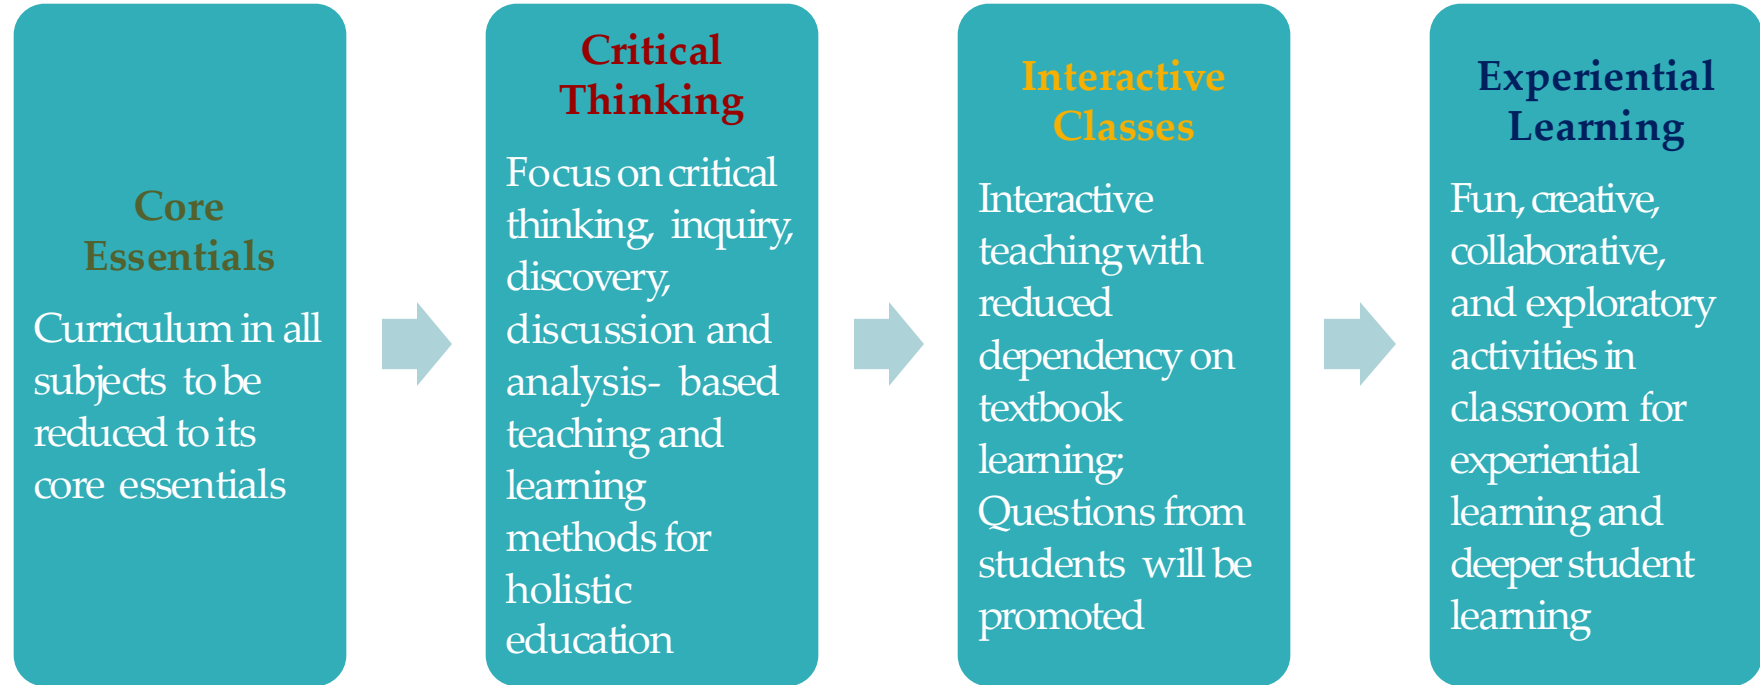 Core
Essentials
Curriculum in all
subjects to be
reduced to its
core essentials
Critical
Thinking
Focus on critical
thinking, inquiry,
discovery,
discussion and
analysis- based
teaching and
learning
methods for
holistic
education
Interactive
Classes
Interactive
teaching with
reduced
dependency on
textbook
learning;
Questions from
students will be
promoted
Experiential
Learning
Fun, creative,
collaborative,
and exploratory
activities in
classroom for
experiential
learning and
deeper student
learning